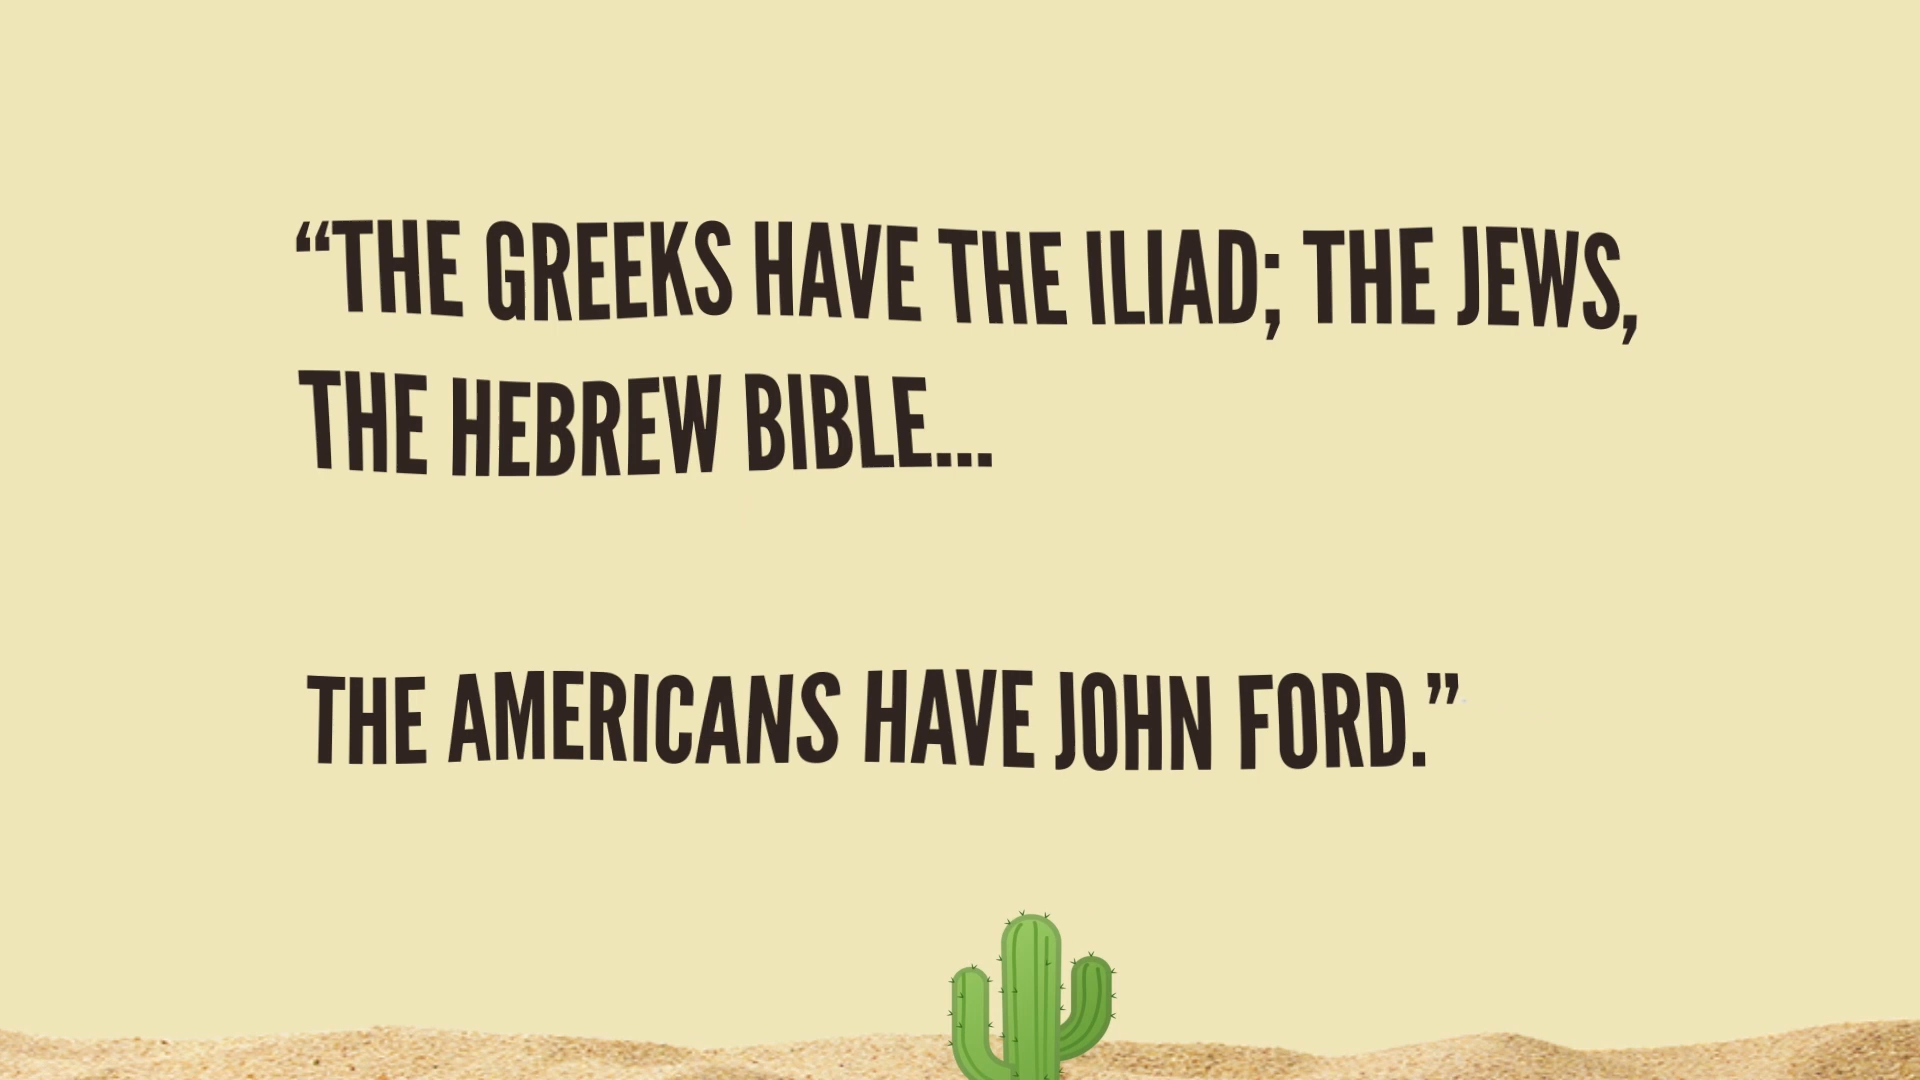 “THE GREEKS HAVE THE ILIAD; THE JEWS,
THE HEBREW BIBLE...
THE AMERICANS HAVE JOHN FORD.”